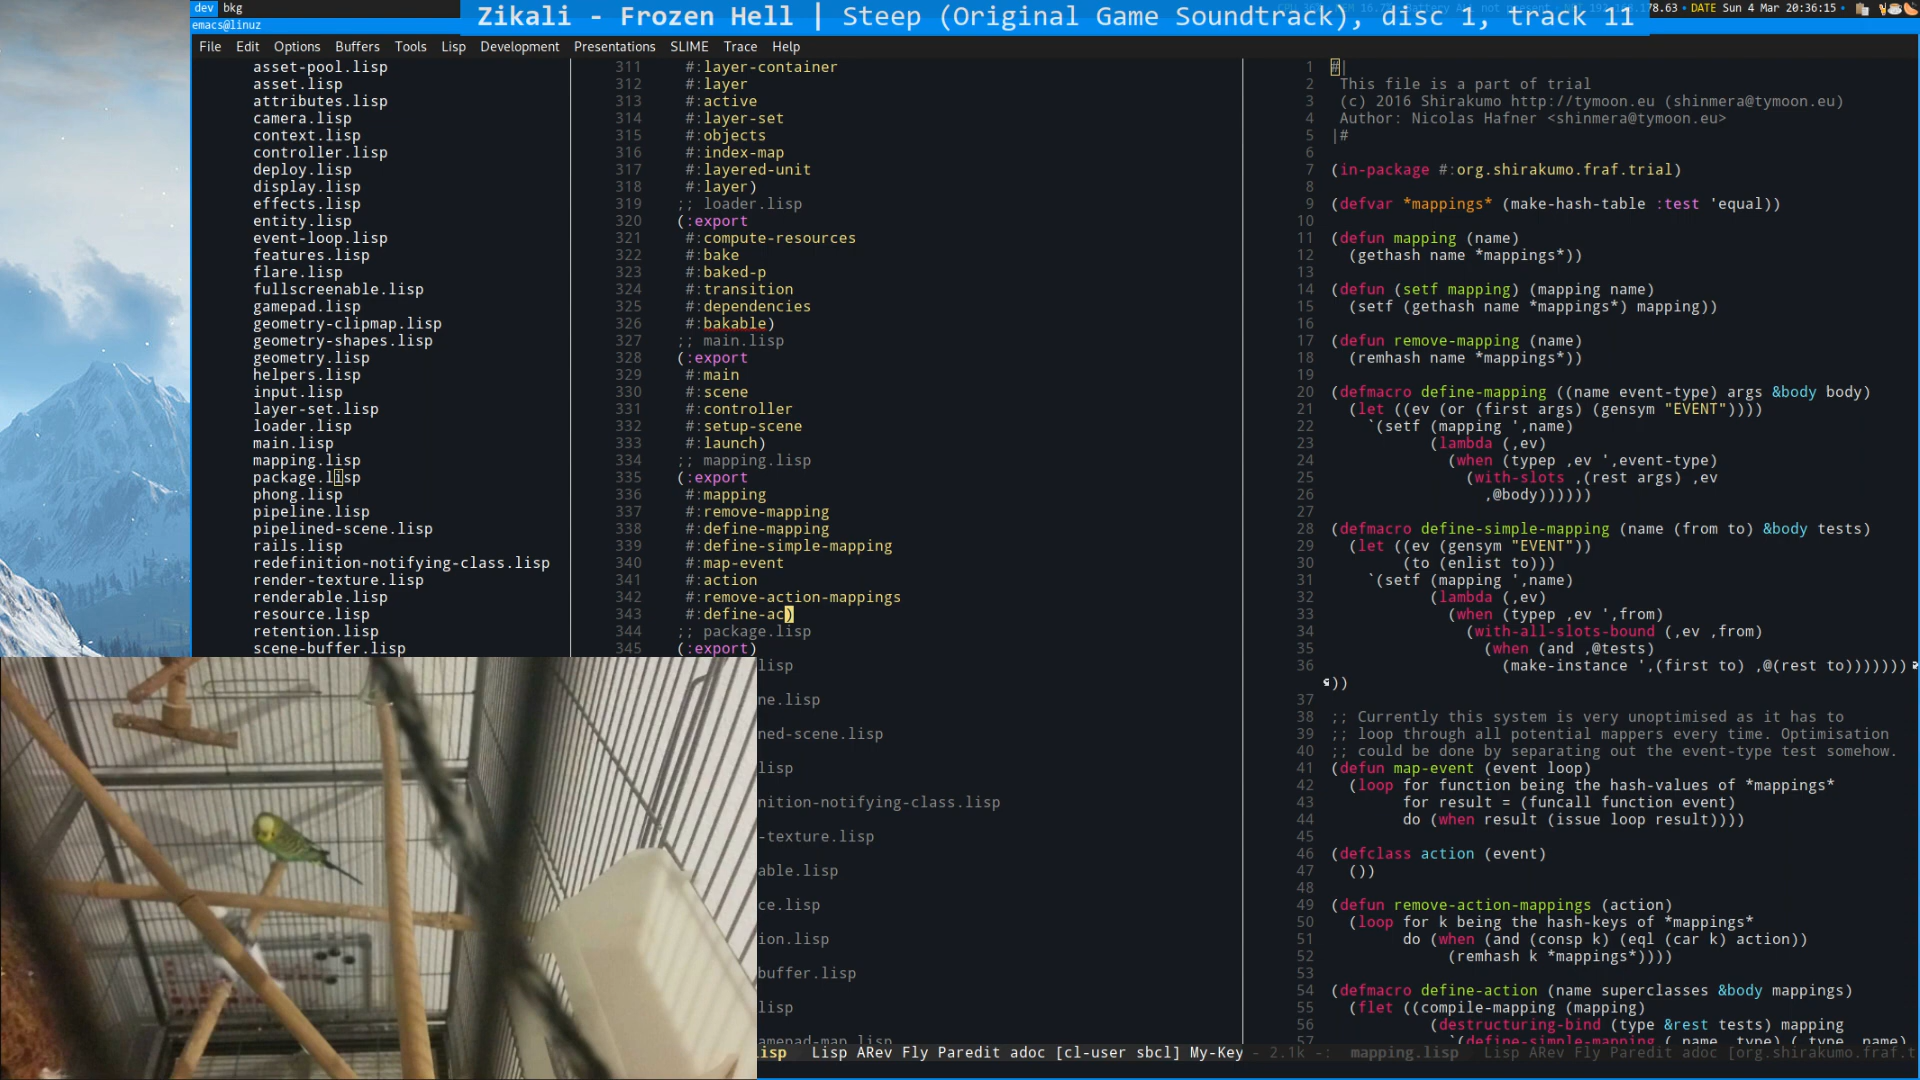 dev bkg
Zikali - Frozen Hell | Steep (Original Game Soundtrack), disc 1, track 11
78.63 • DATE Sun 4 Mar 20:36:15 •
emacs@linuz
File Edit Options Buffers Tools Lisp Development Presentations SLIME Trace Help
asset-pool.lisp
asset.lisp
attributes.lisp
camera.lisp
context.lisp
controller.lisp
deploy.lisp
display.lisp
effects.lisp
entity.lisp
event-loop.lisp
features.lisp
flare.lisp
fullscreenable.lisp
gamepad.lisp
geometry-clipmap.lisp
geometry-shapes.lisp
geometry.lisp
helpers.lisp
input.lisp
layer-set.lisp
loader.lisp
main.lisp
mapping.lisp
package.lisp
phong.lisp
pipeline.lisp
pipelined-scene.lisp
rails.lisp
redefinition-notifying-class.lisp
render-texture.lisp
renderable.lisp
resource.lisp
retention.lisp
scene-buffer.lisp
311 #:layer-container
312 #:layer
313 #:active
314 #:layer-set
315 #:objects
316 #:index-map
317 #:layered-unit
318 #:layer)
319 ;; loader.lisp
320 (:export
321 #:compute-resources
322 #:bake
323 #:baked-p
324 #:transition
325 #:dependencies
326 #:bakable)
327 ;; main.lisp
328 (:export
329 #:main
330 #:scene
331 #:controller
332 #:setup-scene
333 #:launch)
334 ;; mapping.lisp
335 (:export
336 #:mapping
337 #:remove-mapping
338 #:define-mapping
339 #:define-simple-mapping
340 #:map-event
341 #:action
342 #:remove-action-mappings
343 #:define-ac)
344 ;; package.lisp
345 (:export)
lisp
ne.lisp
ned-scene.lisp
lisp
nition-notifying-class.lisp
-texture.lisp
able.lisp
ce.lisp
ion.lisp
buffer.lisp
lisp
amepad-map.lisp
lisp Lisp ARev Fly Paredit adoc [cl-user sbcl] My-Key
1 #|
2 This file is a part of trial
3 (c) 2016 Shirakumo http://tymoon.eu (shinmera@tymoon.eu)
4 Author: Nicolas Hafner <shinmera@tymoon.eu>
5 |#
6
7 (in-package #:org.shirakumo.fraf.trial)
8
9 (defvar *mappings* (make-hash-table :test 'equal))
10
11 (defun mapping (name)
12 (gethash name *mappings*))
13
14 (defun (setf mapping) (mapping name)
15 (setf (gethash name *mappings*) mapping))
16
17 (defun remove-mapping (name)
18 (remhash name *mappings*))
19
20 (defmacro define-mapping ((name event-type) args &body body)
21 (let ((ev (or (first args) (gensym "EVENT"))))
22 `(setf (mapping ',name)
23 (lambda (,ev)
24 (when (typep ,ev ',event-type)
25 (with-slots ,(rest args) ,ev
26 ,@body))))))
27
28 (defmacro define-simple-mapping (name (from to) &body tests)
29 (let ((ev (gensym "EVENT"))
30 (to (enlist to)))
31 `(setf (mapping ',name)
32 (lambda (,ev)
33 (when (typep ,ev ',from)
34 (with-all-slots-bound (,ev ,from)
35 (when (and ,@tests)
36 (make-instance ',(first to) ,@(rest to)))))))
))
37
38 ;; Currently this system is very unoptimised as it has to
39 ;; loop through all potential mappers every time. Optimisation
40 ;; could be done by separating out the event-type test somehow.
41 (defun map-event (event loop)
42 (loop for function being the hash-values of *mappings*
43 for result = (funcall function event)
44 do (when result (issue loop result))))
45
46 (defclass action (event)
47 ())
48
49 (defun remove-action-mappings (action)
50 (loop for k being the hash-keys of *mappings*
51 do (when (and (consp k) (eql (car k) action))
52 (remhash k *mappings*))))
53
54 (defmacro define-action (name superclasses &body mappings)
55 (flet ((compile-mapping (mapping)
56 (destructuring-bind (type &rest tests) mapping
57 `(define-simple-mapping (,name ,type) (,type ,name)
- 2.1k -: mapping.lisp Lisp ARev Fly Paredit adoc [org.shirakumo.fraf.t